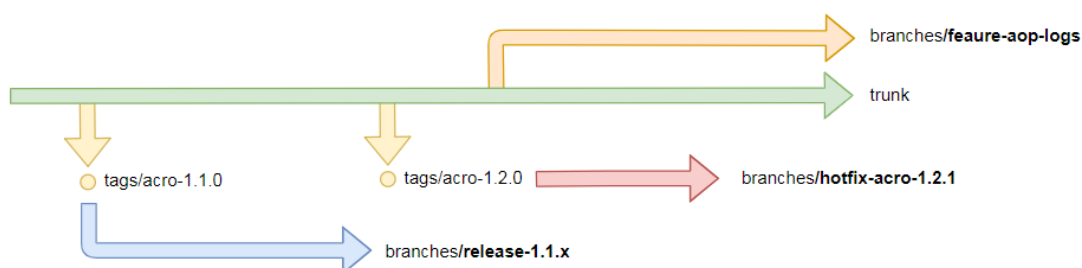 branches/feaure-aop-logs
trunk
tags/acro-1.1.0
tags/acro-1.2.0
branches/hotfix-acro-1.2.1
branches/release-1.1.x